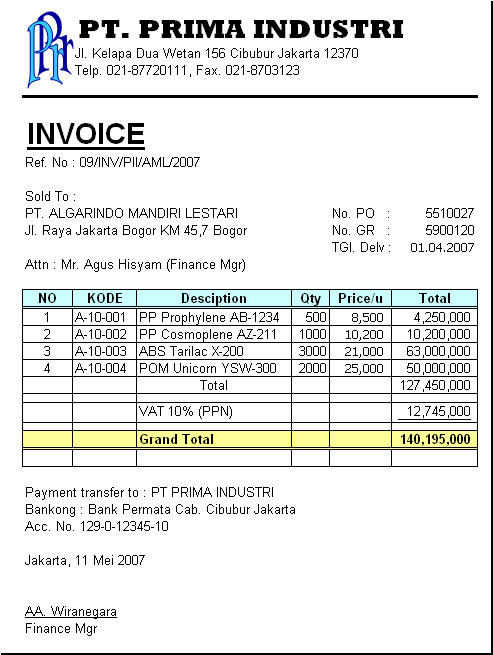 PT. PRIMA INDUSTRI
Jl. Kelapa Dua Wetan 156 Cibubur Jakarta 12370
Telp. 021-87720111, Fax. 021-8703123
INVOICE
Ref. No : 09/INV/PII/AML/2007
Sold To :
PT. ALGARINDO MANDIRI LESTARI No. PO : 5510027
Jl. Raya Jakarta Bogor KM 45,7 Bogor No. GR : 5900120
TGl. Delv : 01.04.2007
Attn : Mr. Agus Hisyam (Finance Mgr)
NO KODE Desciption Qty Price/u Total
1 A-10-001 PP Prophylene AB-1234 500 8,500 4,250,000
2 A-10-002 PP Cosmoplene AZ-211 1000 10,200 10,200,000
3 A-10-003 ABS Tarilac X-200 3000 21,000 63,000,000
4 A-10-004 POM Unicorn YSW-300 2000 25,000 50,000,000
Total 127,450,000
VAT 10% (PPN) 12,745,000
Grand Total 140,195,000
Payment transfer to : PT PRIMA INDUSTRI
Bankong : Bank Permata Cab. Cibubur Jakarta
Acc. No. 129-0-12345-10
Jakarta, 11 Mei 2007
AA. Wiranegara
Finance Mgr